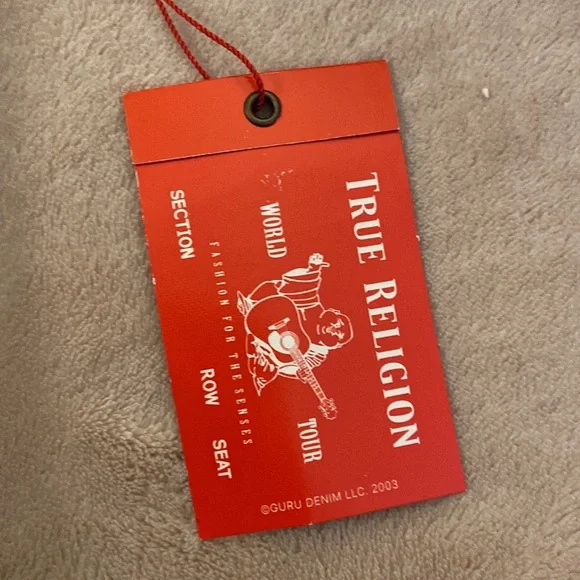 TRUE RELIGION
WORLD TOUR
FASHION FOR THE SENSES
SECTION ROW SEAT
©GURU DENIM LLC. 2003